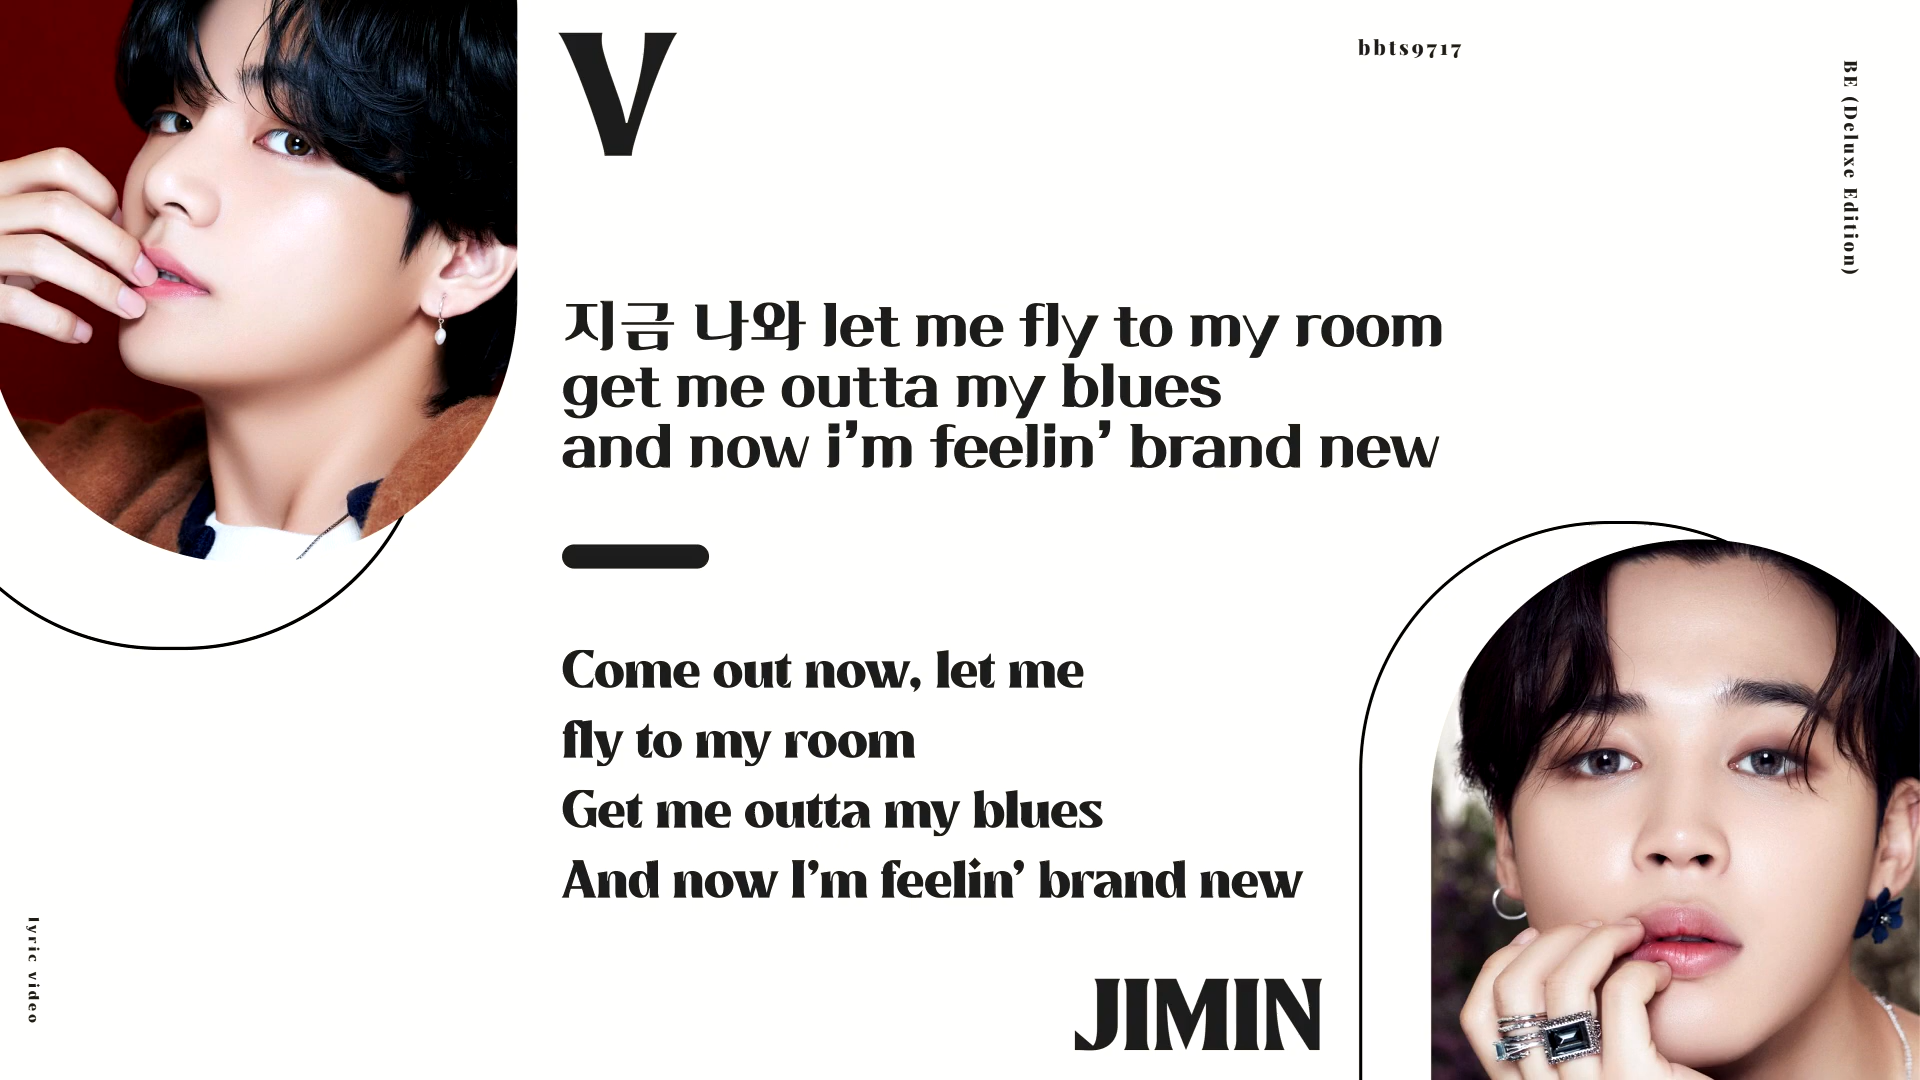 V
bbts9717
BE (Deluxe Edition)
지금 나와 let me fly to my room
get me outta my blues
and now i’m feelin’ brand new
Come out now, let me
fly to my room
Get me outta my blues
And now I’m feelin’ brand new
lyric video
JIMIN